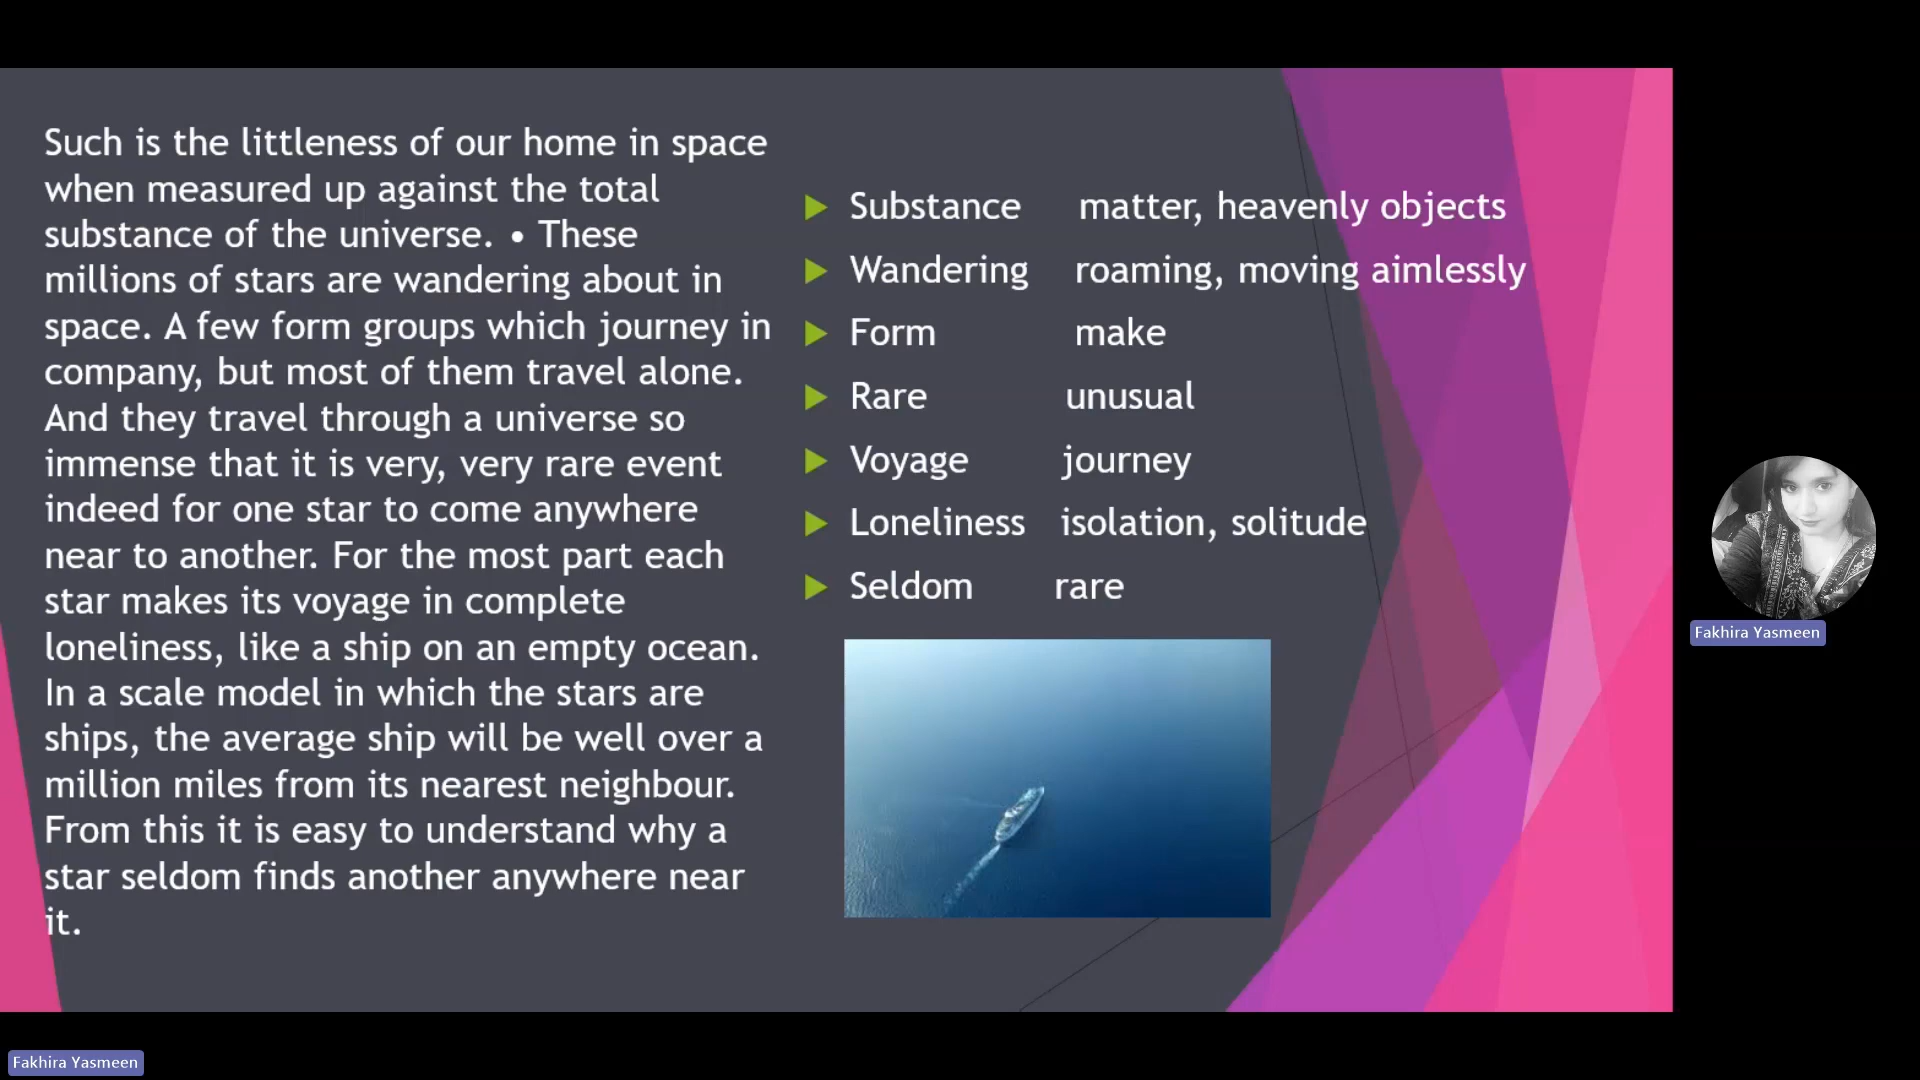 Such is the littleness of our home in space
when measured up against the total
substance of the universe. • These
millions of stars are wandering about in
space. A few form groups which journey in
company, but most of them travel alone.
And they travel through a universe so
immense that it is very, very rare event
indeed for one star to come anywhere
near to another. For the most part each
star makes its voyage in complete
loneliness, like a ship on an empty ocean.
In a scale model in which the stars are
ships, the average ship will be well over a
million miles from its nearest neighbour.
From this it is easy to understand why a
star seldom finds another anywhere near
it.
Substance matter, heavenly objects
Wandering roaming, moving aimlessly
Form make
Rare unusual
Voyage journey
Loneliness isolation, solitude
Seldom rare
Fakhira Yasmeen
Fakhira Yasmeen